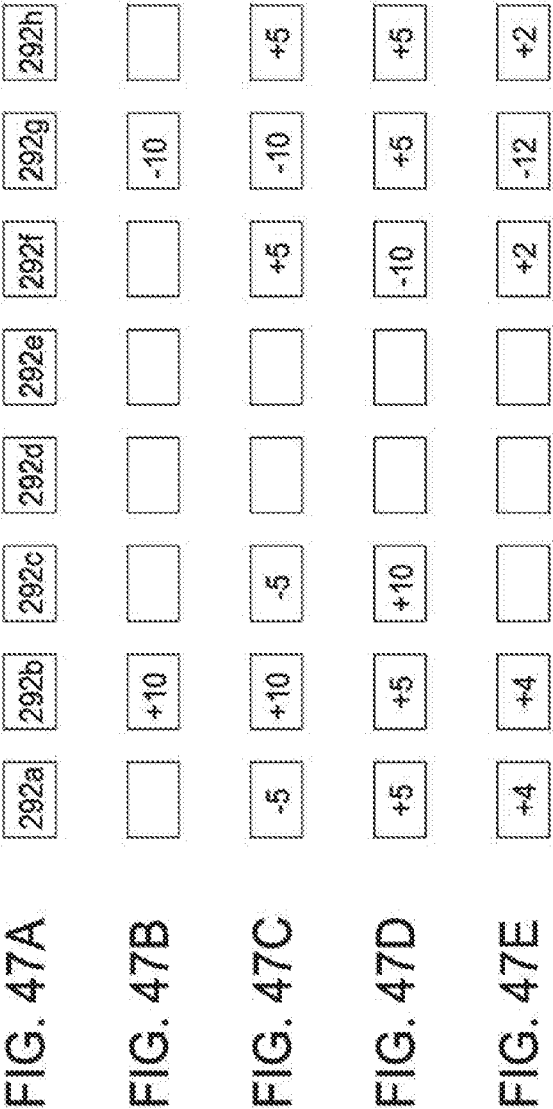 FIG. 47A 292a 292b 292c 292d 292e 292f 292g 292h
FIG. 47B +10 -10
FIG. 47C -5 +10 -5 +5 -10 +5
FIG. 47D +5 +5 +10 -10 +5 +5
FIG. 47E +4 +4 +2 -12 +2